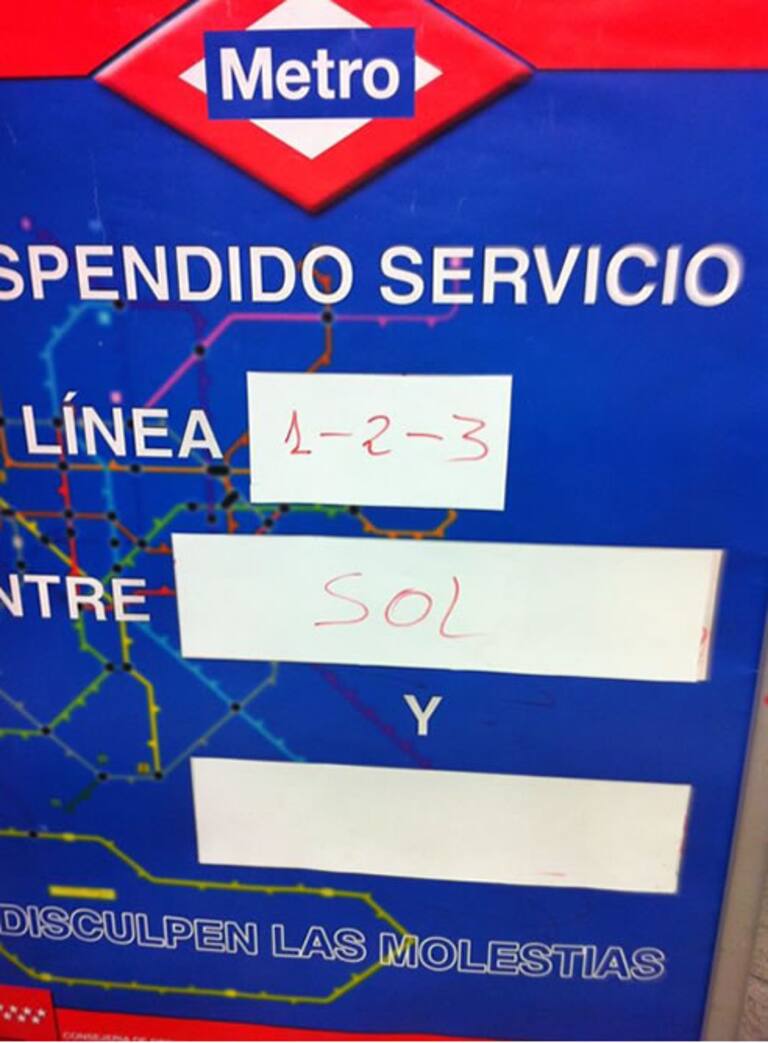 Metro
SPENDIDO SERVICIO
LÍNEA 1-2-3
NTRE SOL
Y
DISCULPEN LAS MOLESTIAS